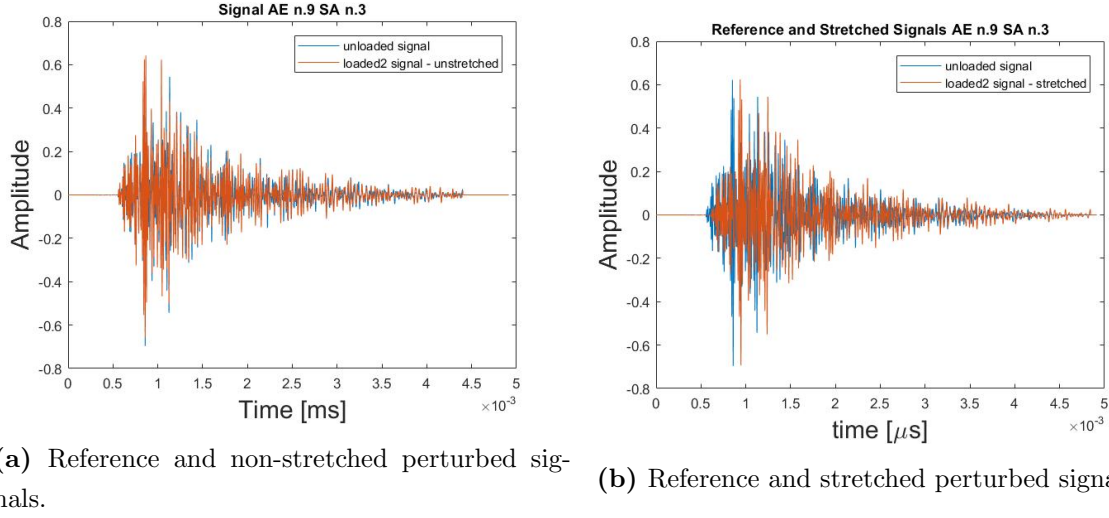 Signal AE n.9 SA n.3
unloaded signal
loaded2 signal - unstretched
Amplitude
0.8
0.6
0.4
0.2
0
-0.2
-0.4
-0.6
-0.8
0 0.5 1 1.5 2 2.5 3 3.5 4 4.5 5
×10-3
Time [ms]
(a) Reference and non-stretched perturbed sig-
nals.
Reference and Stretched Signals AE n.9 SA n.3
unloaded signal
loaded2 signal - stretched
Amplitude
0.8
0.6
0.4
0.2
0
-0.2
-0.4
-0.6
-0.8
0 0.5 1 1.5 2 2.5 3 3.5 4 4.5 5
×10-3
time [μs]
(b) Reference and stretched perturbed signa